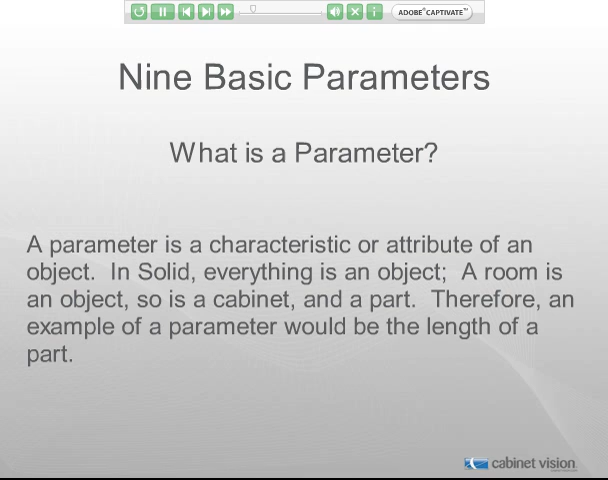 ADOBE® CAPTIVATE™
Nine Basic Parameters
What is a Parameter?
A parameter is a characteristic or attribute of an
object.  In Solid, everything is an object;  A room is
an object, so is a cabinet, and a part.  Therefore, an
example of a parameter would be the length of a
part.
cabinet vision